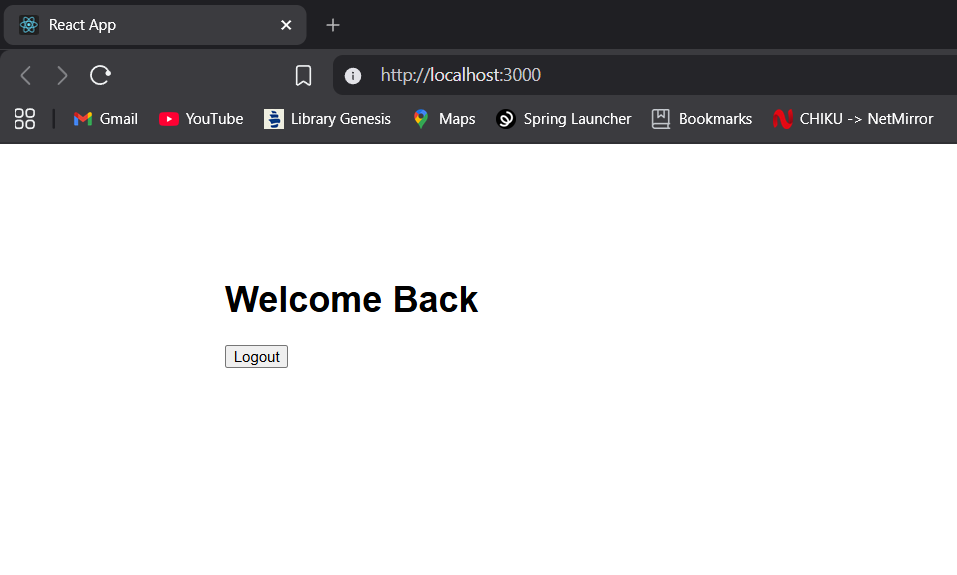 React App
http://localhost:3000
Gmail YouTube Library Genesis Maps Spring Launcher Bookmarks CHIKU -> NetMirror
Welcome Back
Logout